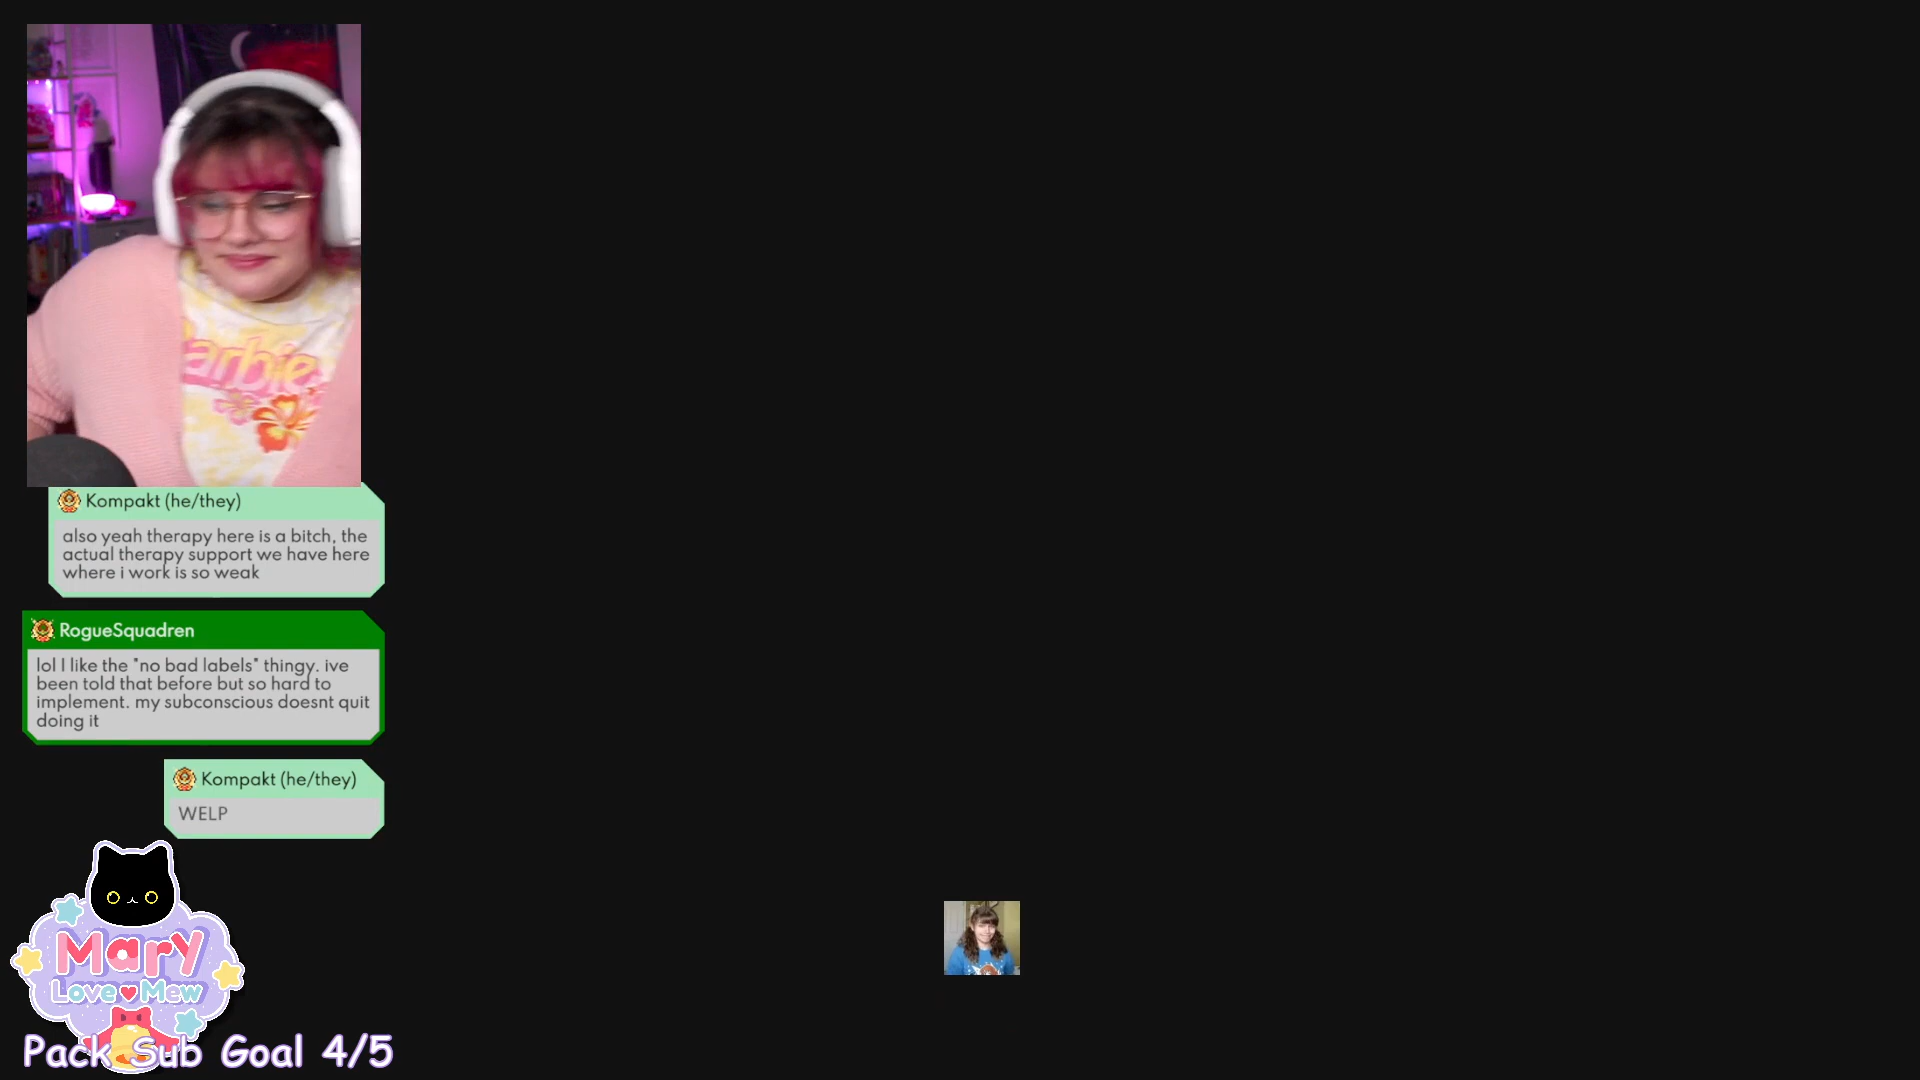 arbie
Kompakt (he/they)
also yeah therapy here is a bitch, the
actual therapy support we have here
where i work is so weak
RogueSquadren
lol I like the "no bad labels" thingy. ive
been told that before but so hard to
implement. my subconscious doesnt quit
doing it
Kompakt (he/they)
WELP
Mary
Love Mew
Pack Sub Goal 4/5